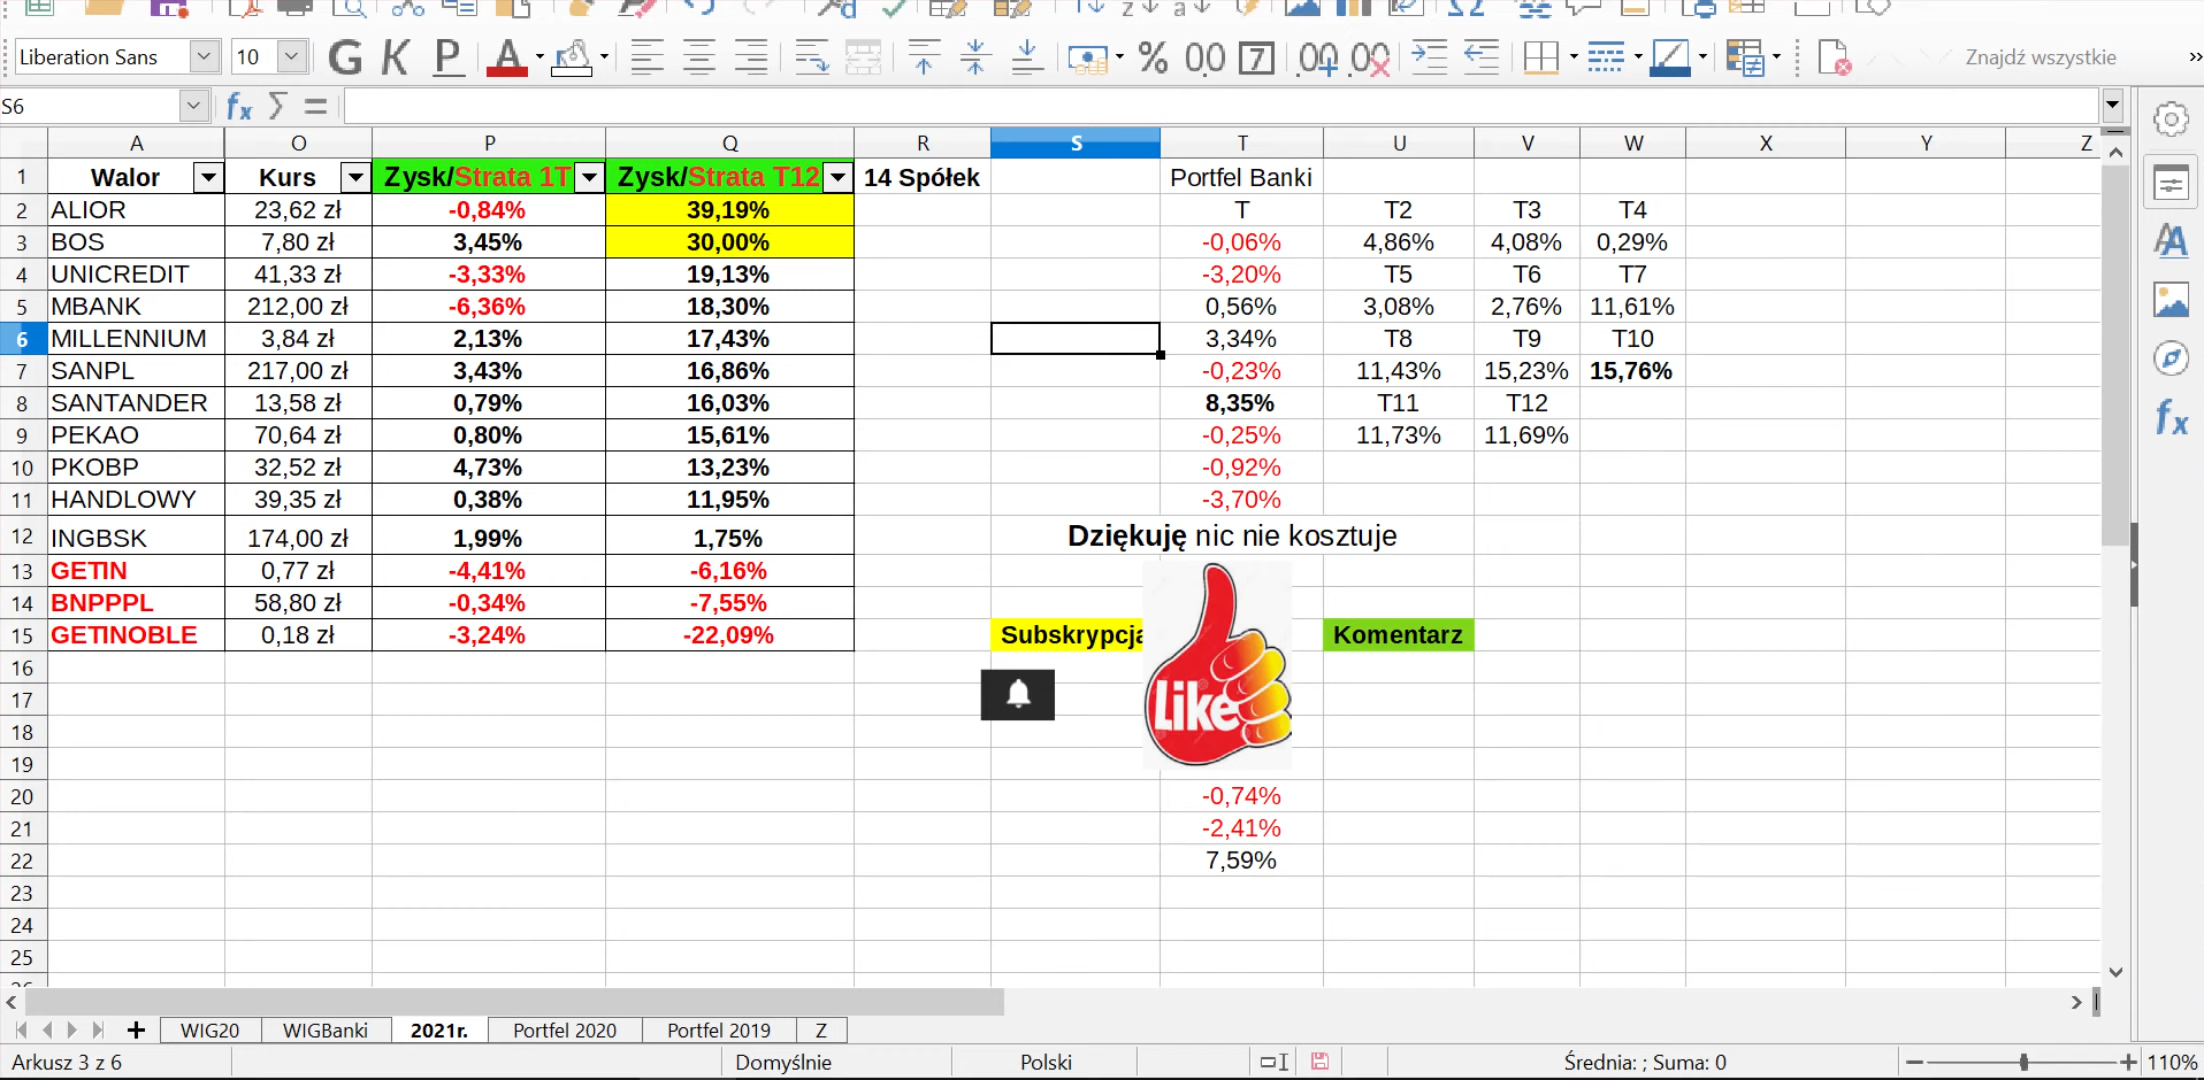 Liberation Sans 10 G K P A % 0,0 7 Znajdź wszystkie
S6 fx Σ =
A O P Q R S T U V W X Y Z
1 Walor Kurs Zysk/Strata 1T Zysk/Strata T12 14 Spółek Portfel Banki
2 ALIOR 23,62 zł -0,84% 39,19% T T2 T3 T4
3 BOS 7,80 zł 3,45% 30,00% -0,06% 4,86% 4,08% 0,29%
4 UNICREDIT 41,33 zł -3,33% 19,13% -3,20% T5 T6 T7
5 MBANK 212,00 zł -6,36% 18,30% 0,56% 3,08% 2,76% 11,61%
6 MILLENNIUM 3,84 zł 2,13% 17,43% 3,34% T8 T9 T10
7 SANPL 217,00 zł 3,43% 16,86% -0,23% 11,43% 15,23% 15,76%
8 SANTANDER 13,58 zł 0,79% 16,03% 8,35% T11 T12
9 PEKAO 70,64 zł 0,80% 15,61% -0,25% 11,73% 11,69%
10 PKOBP 32,52 zł 4,73% 13,23% -0,92%
11 HANDLOWY 39,35 zł 0,38% 11,95% -3,70%
12 INGBSK 174,00 zł 1,99% 1,75% Dziękuję nic nie kosztuje
13 GETIN 0,77 zł -4,41% -6,16%
14 BNPPPL 58,80 zł -0,34% -7,55%
15 GETINOBLE 0,18 zł -3,24% -22,09% Subskrypcja Komentarz
16
17 Like
18
19
20 -0,74%
21 -2,41%
22 7,59%
23
24
25
WIG20 WIGBanki 2021r. Portfel 2020 Portfel 2019 Z
Arkusz 3 z 6 Domyślnie Polski Średnia: ; Suma: 0 110%